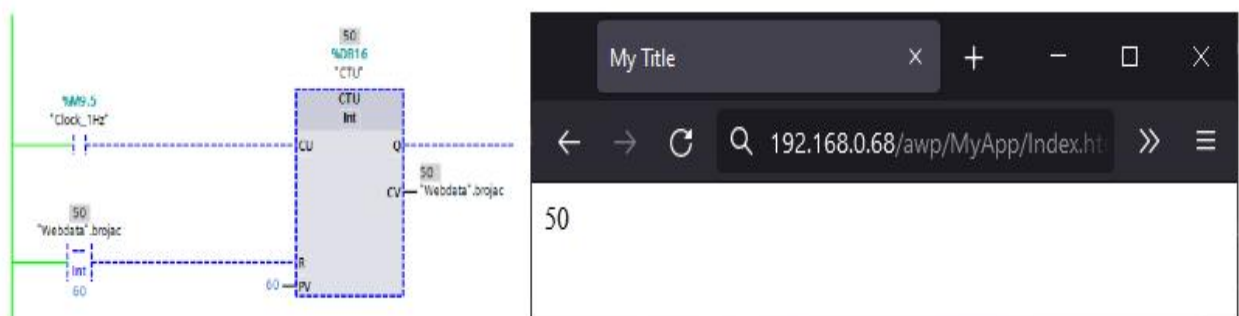 50
%DB16
"CTU"
CTU
Int
%M9.5
"Clock_1Hz"
CU
Q
50
CV
"Webdata".brojac
50
"Webdata".brojac
==
Int
60
R
60
PV
My Title
192.168.0.68/awp/MyApp/Index.ht
50